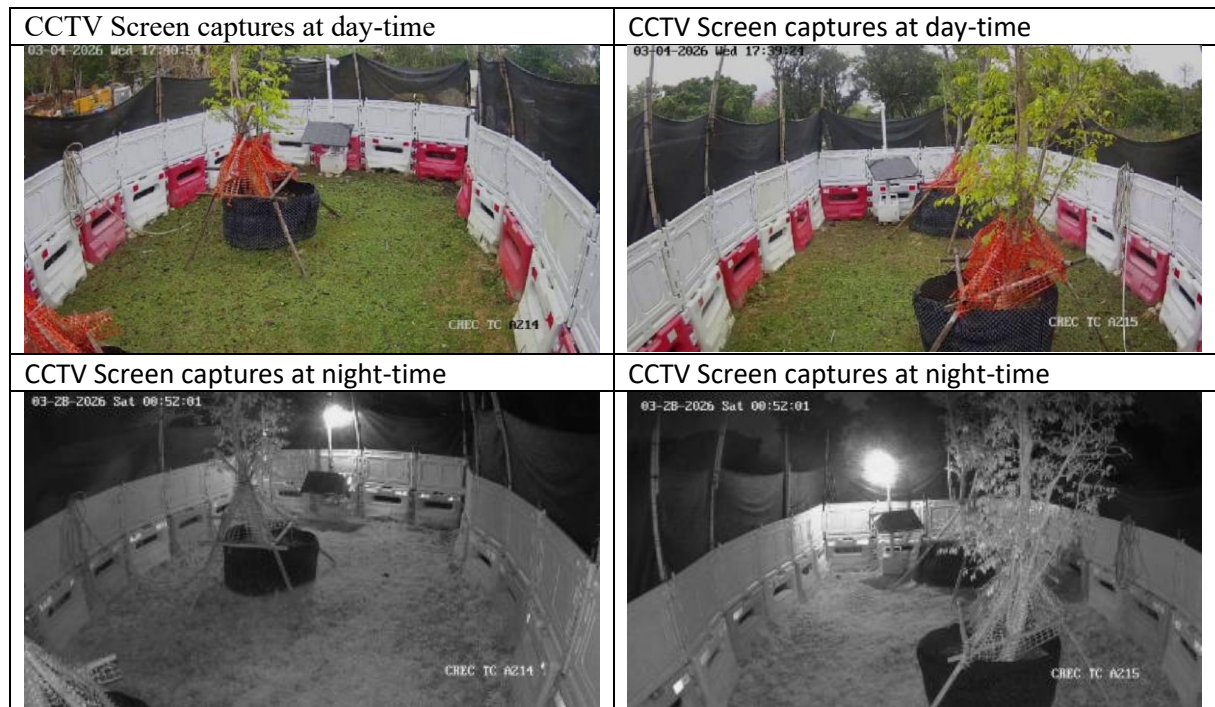 CCTV Screen captures at day-time
CCTV Screen captures at day-time
03-04-2026 Wed 17:40:54
03-04-2026 Wed 17:39:24
CREC TC A214
CREC TC A215
CCTV Screen captures at night-time
CCTV Screen captures at night-time
03-28-2026 Sat 00:52:01
03-28-2026 Sat 00:52:01
CREC TC A214
CREC TC A215